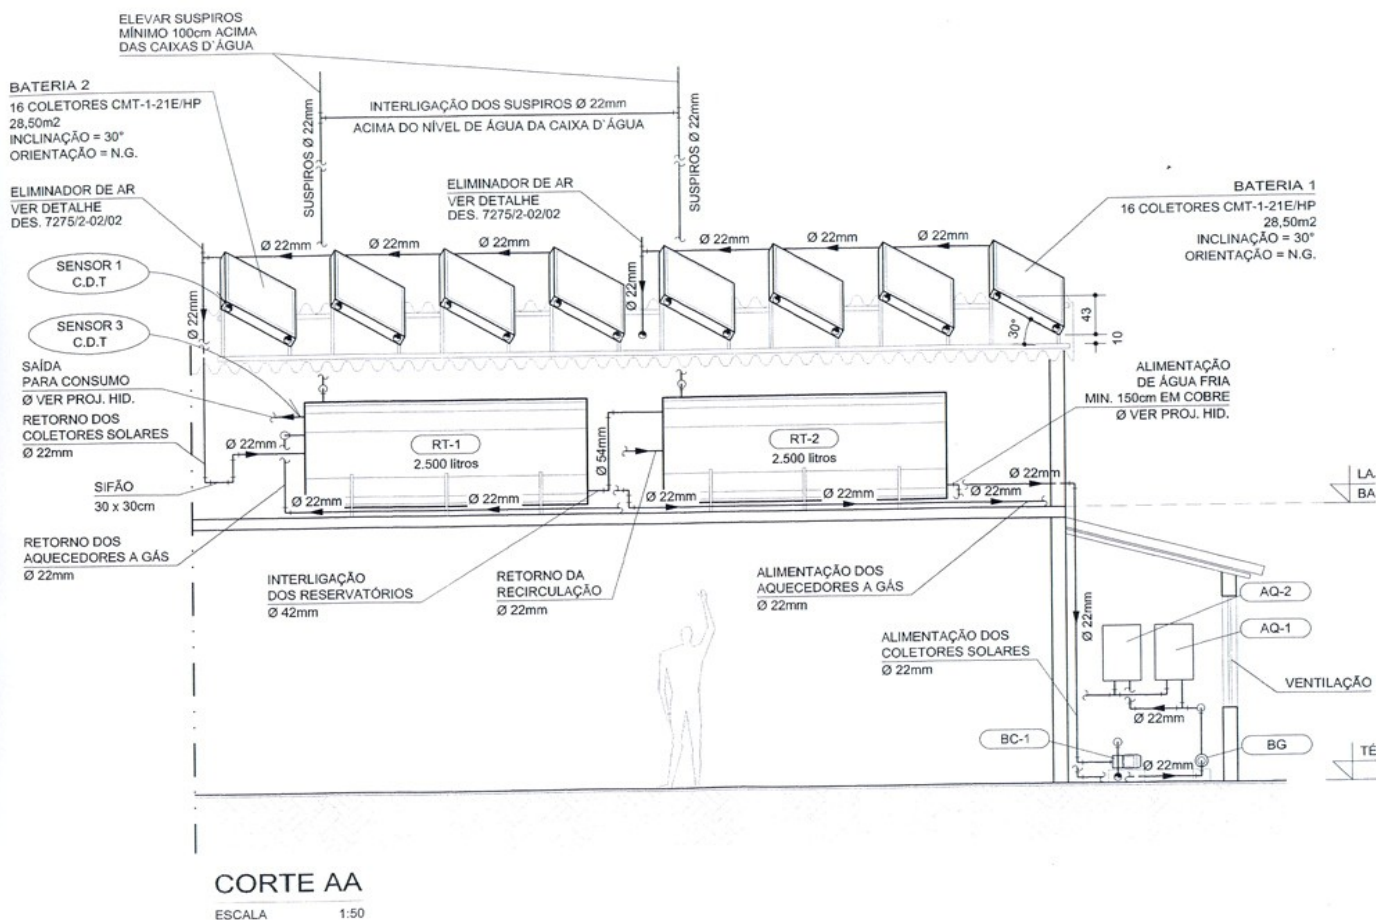 ELEVAR SUSPIROS
MÍNIMO 100cm ACIMA
DAS CAIXAS D`ÁGUA
BATERIA 2
16 COLETORES CMT-1-21E/HP
28,50m2
INCLINAÇÃO = 30°
ORIENTAÇÃO = N.G.
SUSPIROS Ø 22mm
INTERLIGAÇÃO DOS SUSPIROS Ø 22mm
ACIMA DO NÍVEL DE ÁGUA DA CAIXA D`ÁGUA
SUSPIROS Ø 22mm
ELIMINADOR DE AR
VER DETALHE
DES. 7275/2-02/02
ELIMINADOR DE AR
VER DETALHE
DES. 7275/2-02/02
BATERIA 1
16 COLETORES CMT-1-21E/HP
28,50m2
INCLINAÇÃO = 30°
ORIENTAÇÃO = N.G.
Ø 22mm
Ø 22mm
Ø 22mm
Ø 22mm
Ø 22mm
Ø 22mm
SENSOR 1
C.D.T
Ø 22mm
Ø 22mm
30°
43
10
SENSOR 3
C.D.T
SAÍDA
PARA CONSUMO
Ø VER PROJ. HID.
RETORNO DOS
COLETORES SOLARES
Ø 22mm
ALIMENTAÇÃO
DE ÁGUA FRIA
MIN. 150cm EM COBRE
Ø VER PROJ. HID.
Ø 22mm
RT-1
2.500 litros
Ø 54mm
RT-2
2.500 litros
SIFÃO
30 x 30cm
Ø 22mm
Ø 22mm
Ø 22mm
Ø 22mm
Ø 22mm
LA
BA
RETORNO DOS
AQUECEDORES A GÁS
Ø 22mm
INTERLIGAÇÃO
DOS RESERVATÓRIOS
Ø 42mm
RETORNO DA
RECIRCULAÇÃO
Ø 22mm
ALIMENTAÇÃO DOS
AQUECEDORES A GÁS
Ø 22mm
Ø 22mm
AQ-2
AQ-1
ALIMENTAÇÃO DOS
COLETORES SOLARES
Ø 22mm
VENTILAÇÃO
Ø 22mm
BC-1
BG
Ø 22mm
TÉ
CORTE AA
ESCALA 1:50